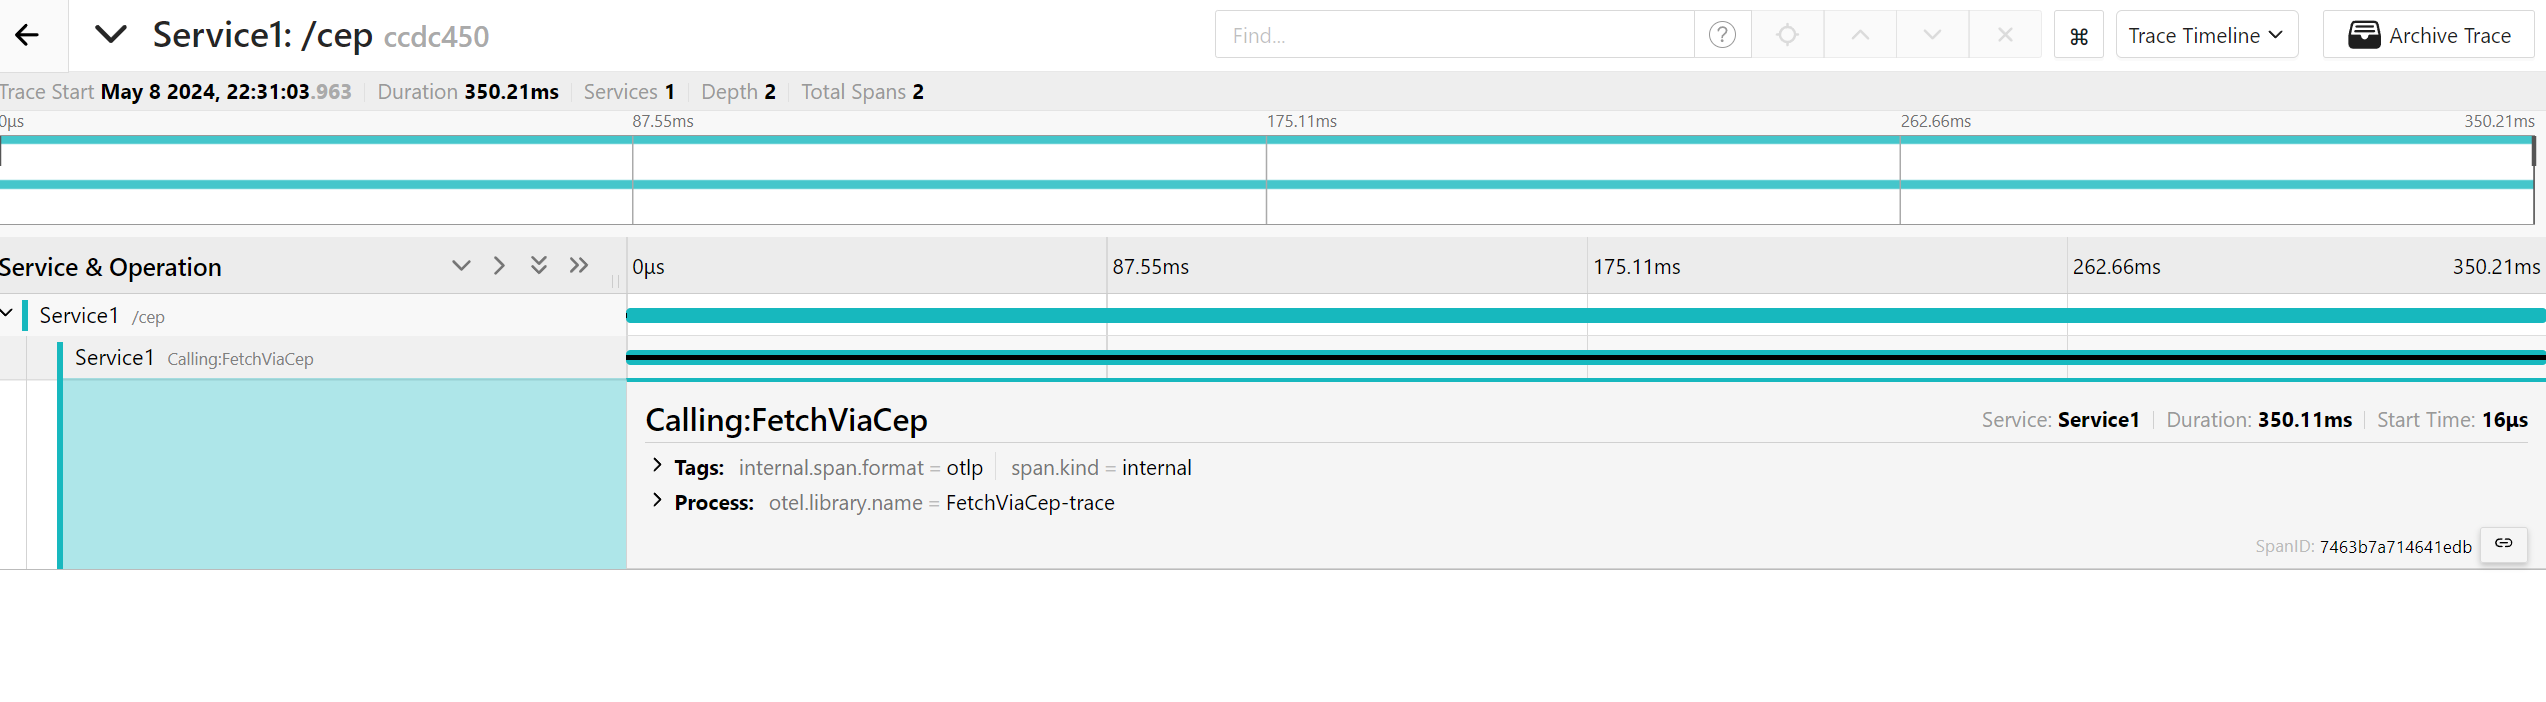 Service1: /cep ccdc450 Find... ? ⌘ Trace Timeline Archive Trace
Trace Start May 8 2024, 22:31:03.963 Duration 350.21ms Services 1 Depth 2 Total Spans 2
0μs 87.55ms 175.11ms 262.66ms 350.21ms
Service & Operation 0μs 87.55ms 175.11ms 262.66ms 350.21ms
Service1 /cep
Service1 Calling:FetchViaCep
Calling:FetchViaCep Service: Service1 Duration: 350.11ms Start Time: 16μs
Tags: internal.span.format = otlp span.kind = internal
Process: otel.library.name = FetchViaCep-trace
SpanID: 7463b7a714641edb